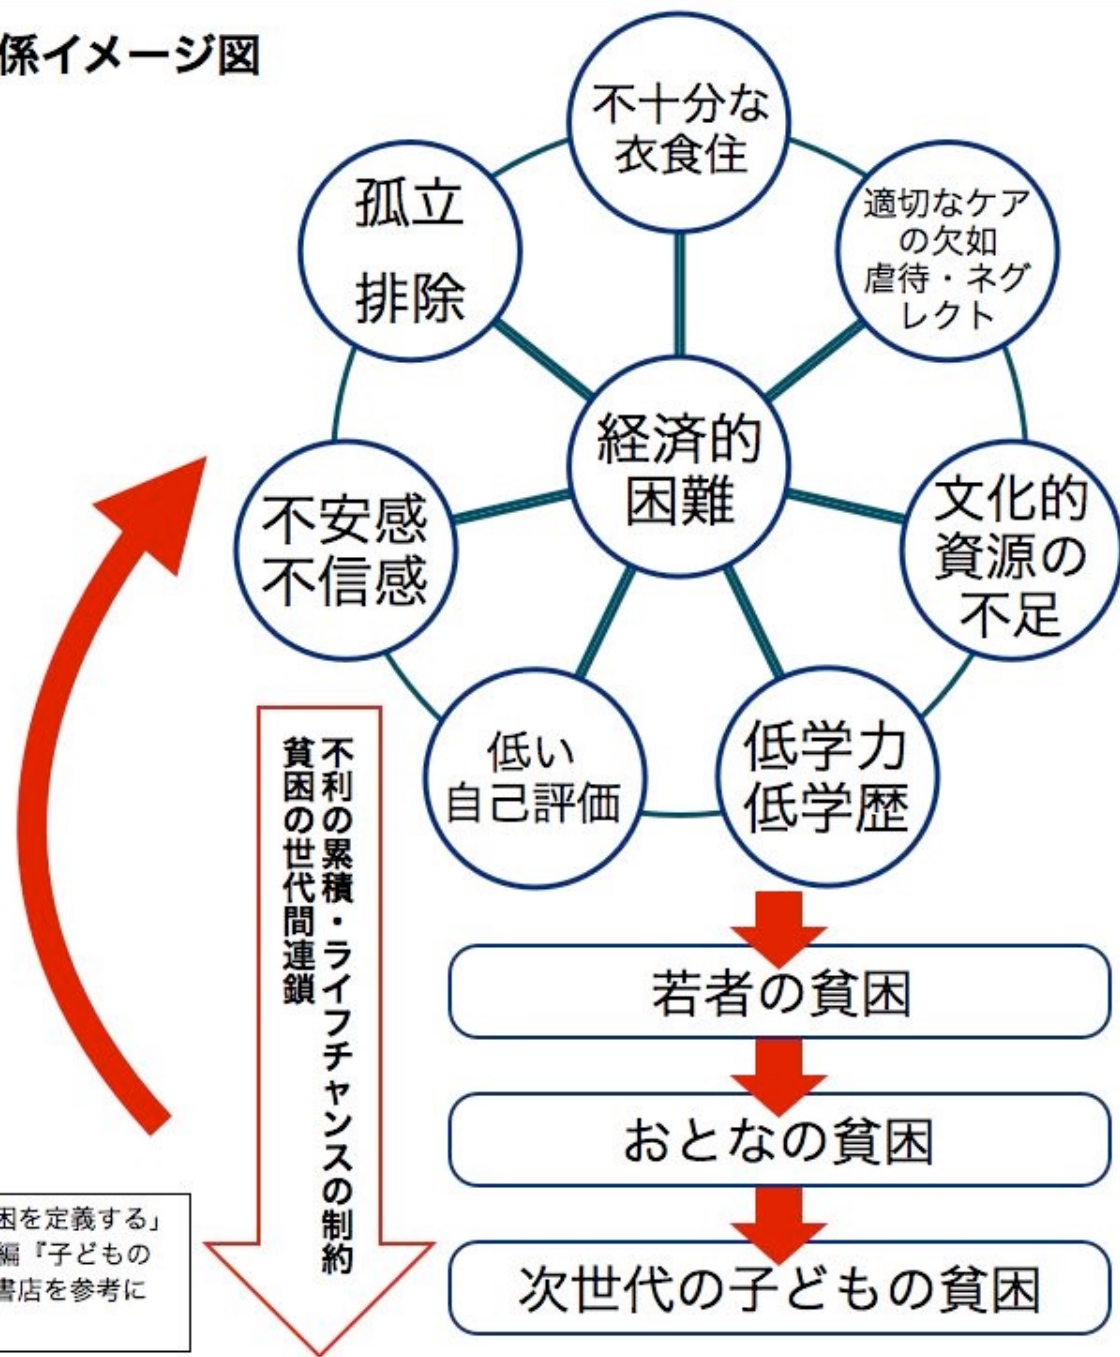 係イメージ図
不十分な
衣食住
適切なケア
の欠如
虐待・ネグ
レクト
文化的
資源の
不足
低学力
低学歴
低い
自己評価
不安感
不信感
孤立
排除
経済的
困難
不利の累積・ライフチャンスの制約
貧困の世代間連鎖
若者の貧困
おとなの貧困
次世代の子どもの貧困
困を定義する」
編『子どもの
書店を参考に